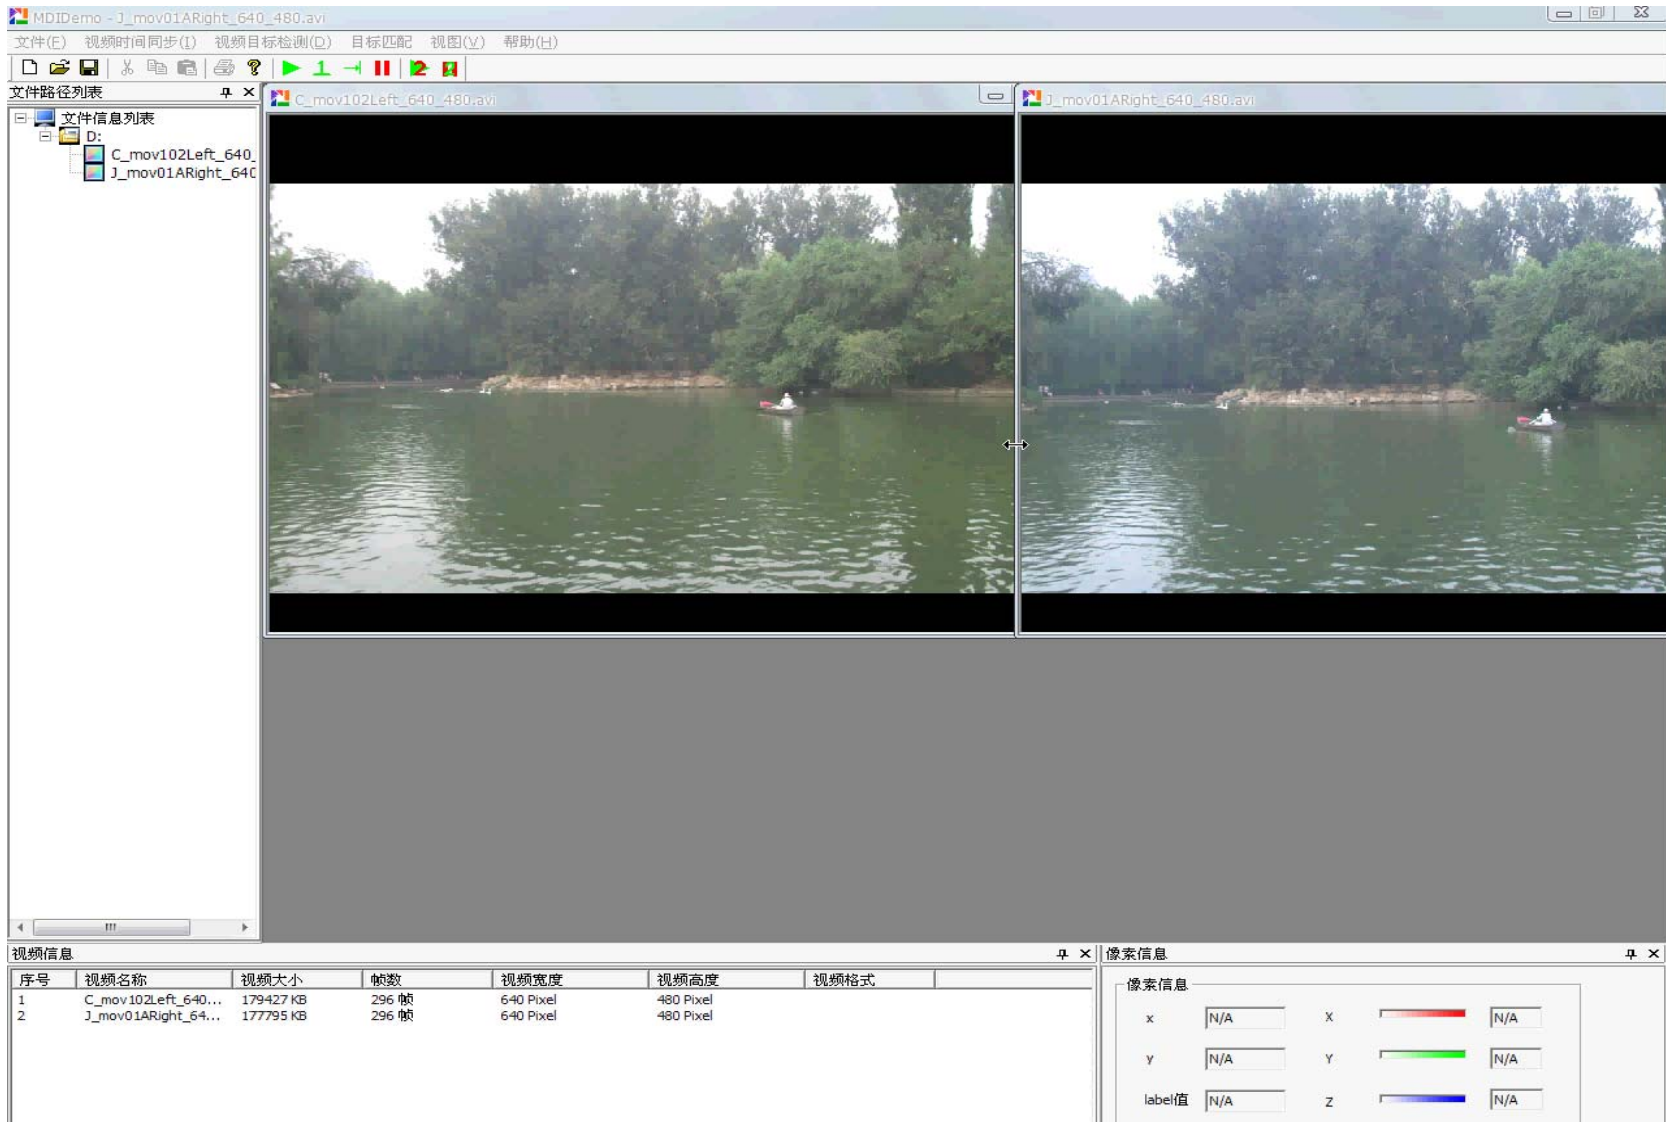 MDIDemo - J_mov01ARight_640_480.avi
文件(F) 视频时间同步(I) 视频目标检测(D) 目标匹配 视图(V) 帮助(H)
文件路径列表
C_mov102Left_640_480.avi
J_mov01ARight_640_480.avi
文件信息列表
D:
C_mov102Left_640_
J_mov01ARight_640
视频信息
序号 视频名称 视频大小 帧数 视频宽度 视频高度 视频格式
1 C_mov102Left_640... 179427 KB 296 帧 640 Pixel 480 Pixel
2 J_mov01ARight_64... 177795 KB 296 帧 640 Pixel 480 Pixel
像素信息
像素信息
x N/A X N/A
y N/A Y N/A
label值 N/A Z N/A